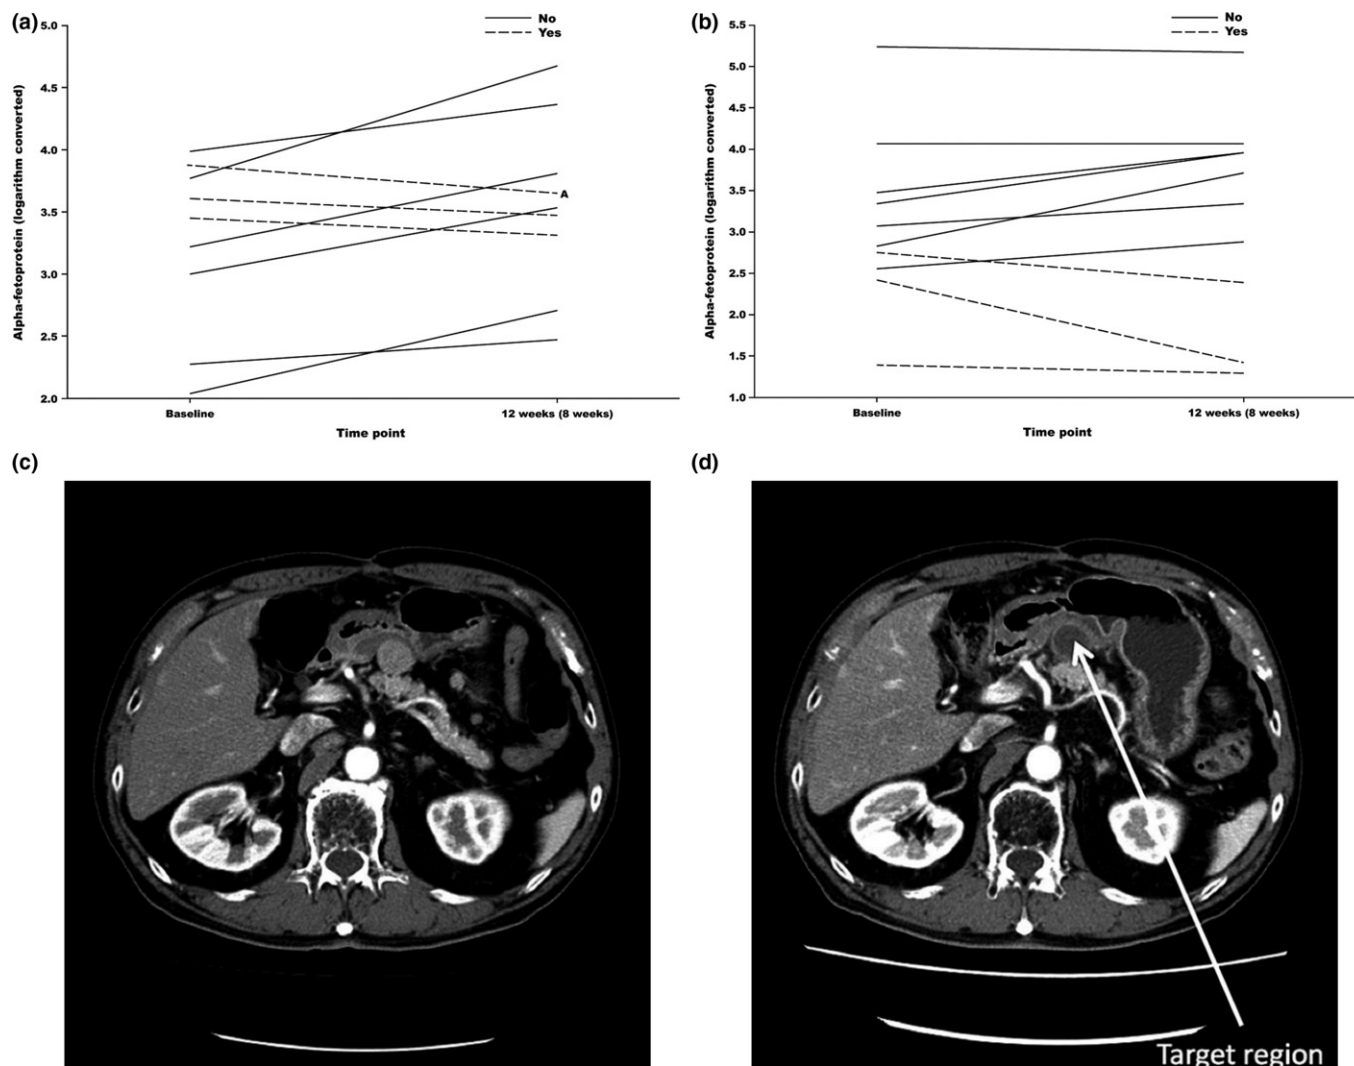 (a)
No
Yes
Alpha-fetoprotein (logarithm converted)
5.0
4.5
4.0
3.5
3.0
2.5
2.0
A
Baseline
12 weeks (8 weeks)
Time point
(b)
No
Yes
Alpha-fetoprotein (logarithm converted)
5.5
5.0
4.5
4.0
3.5
3.0
2.5
2.0
1.5
1.0
Baseline
12 weeks (8 weeks)
Time point
(c)
(d)
Target region